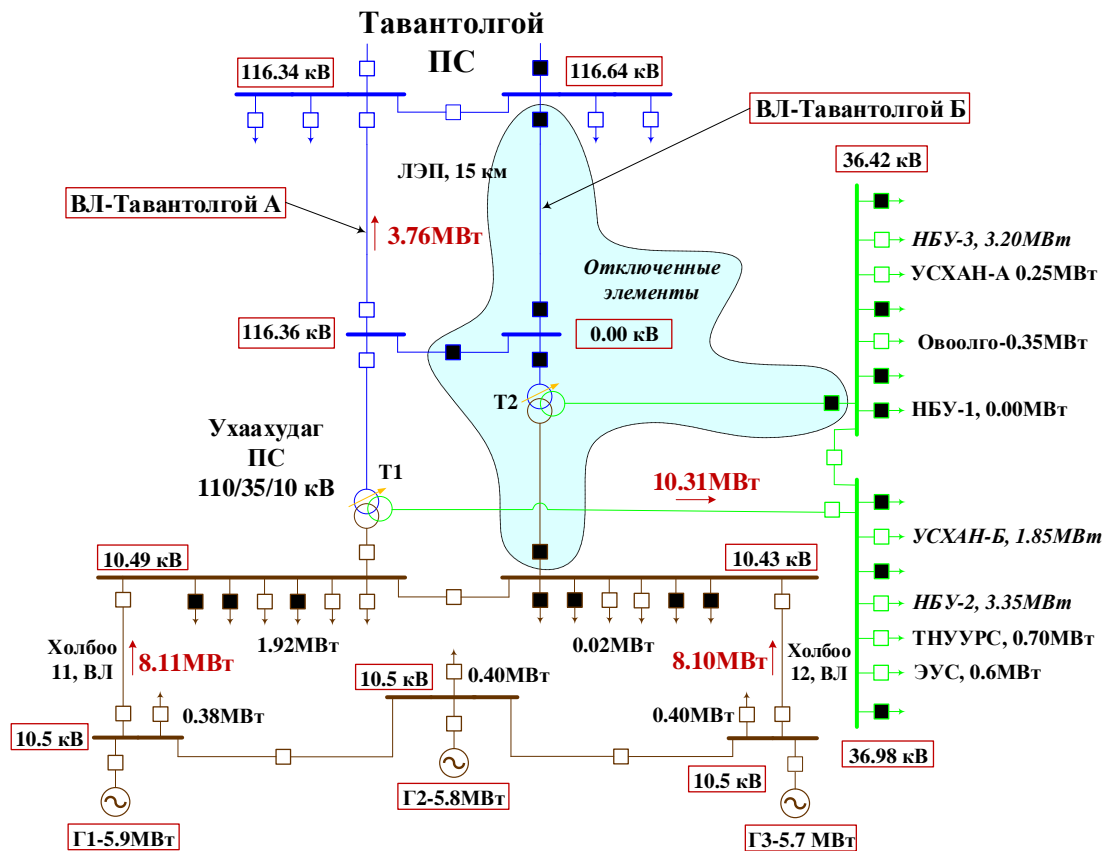 Тавантолгой
ПС
116.34 кВ
116.64 кВ
ВЛ-Тавантолгой Б
ЛЭП, 15 км
36.42 кВ
ВЛ-Тавантолгой А
3.76МВт
НБУ-3, 3.20МВт
Отключенные
элементы
УСХАН-А 0.25МВт
116.36 кВ
0.00 кВ
Овоолго-0.35МВт
Т2
НБУ-1, 0.00МВт
Ухаахудаг
ПС
110/35/10 кВ
Т1
10.31МВт
УСХАН-Б, 1.85МВт
10.49 кВ
10.43 кВ
НБУ-2, 3.35МВт
1.92МВт
0.02МВт
ТНУУРС, 0.70МВт
Холбоо
11, ВЛ
8.11МВт
8.10МВт
Холбоо
12, ВЛ
ЭУС, 0.6МВт
10.5 кВ
0.40МВт
0.38МВт
0.40МВт
10.5 кВ
36.98 кВ
10.5 кВ
Г2-5.8МВт
Г1-5.9МВт
Г3-5.7 МВт